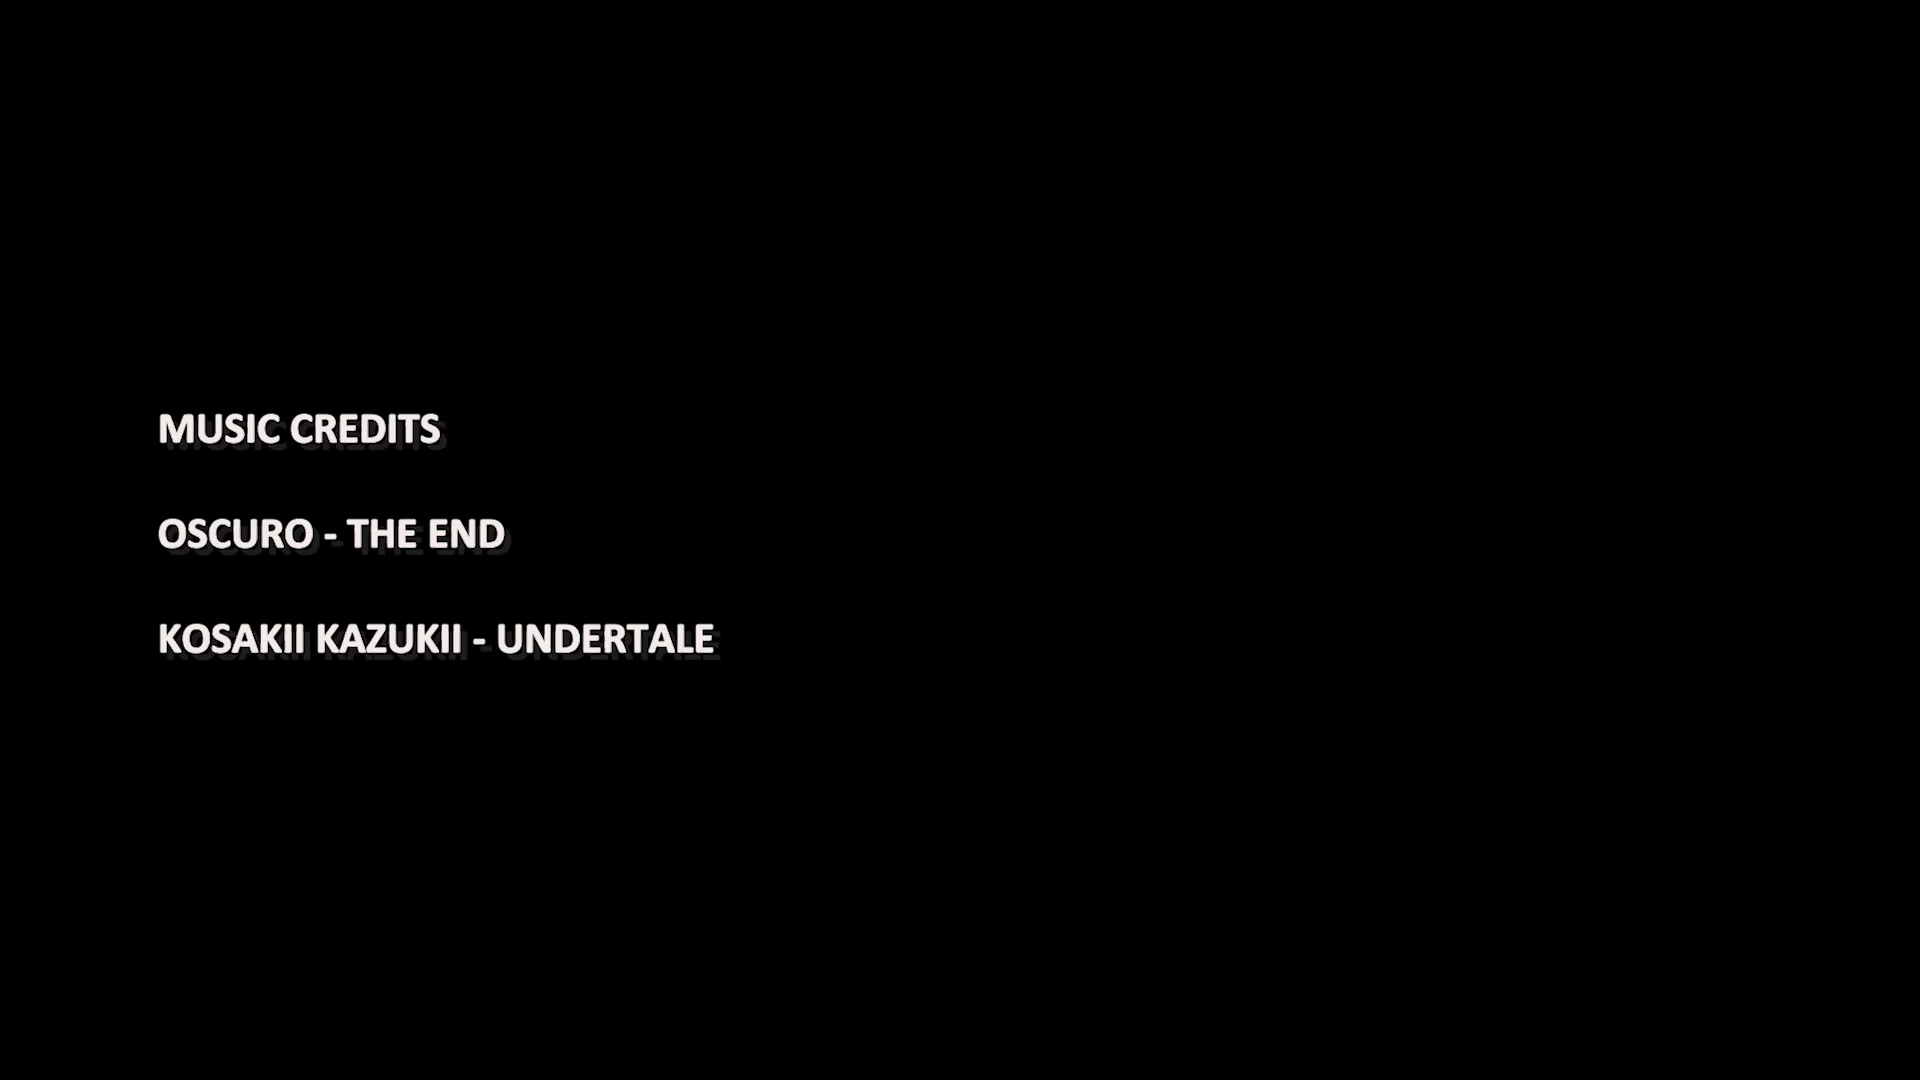 MUSIC CREDITS
OSCURO - THE END
KOSAKII KAZUKII - UNDERTALE